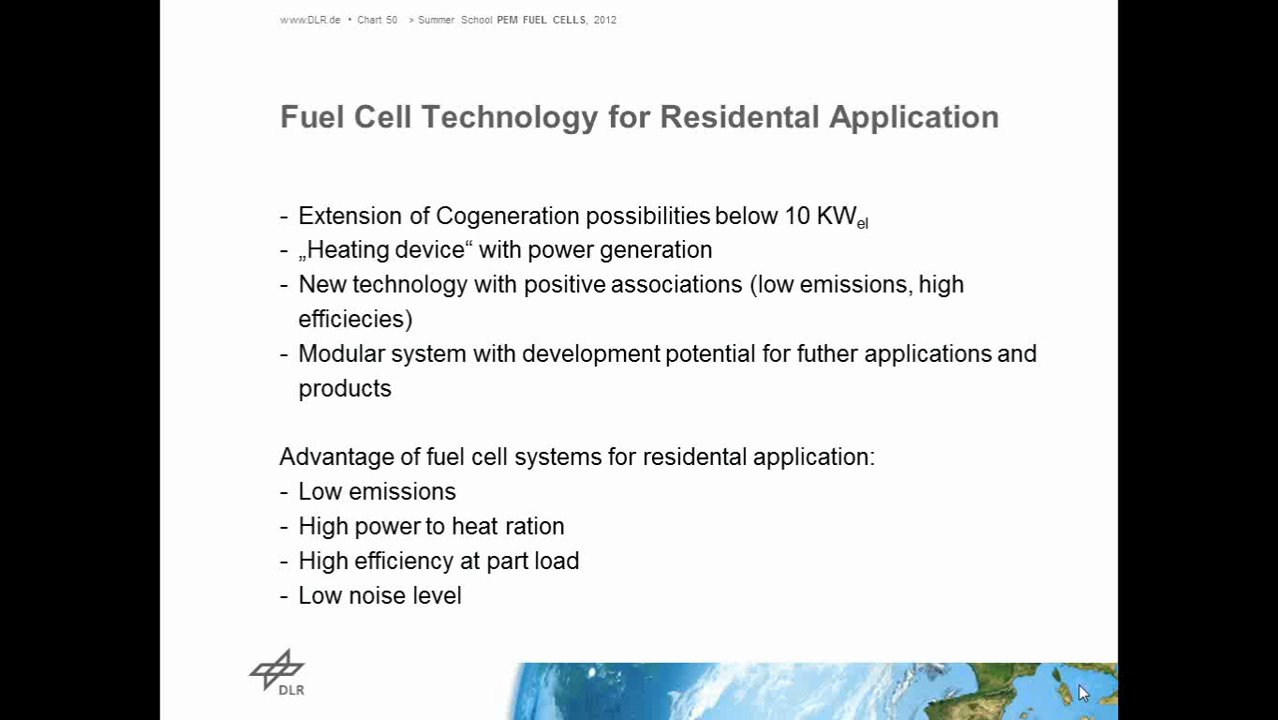 www.DLR.de • Chart 50 > Summer School PEM FUEL CELLS, 2012
Fuel Cell Technology for Residental Application
- Extension of Cogeneration possibilities below 10 KWel
- „Heating device“ with power generation
- New technology with positive associations (low emissions, high
efficiecies)
- Modular system with development potential for futher applications and
products
Advantage of fuel cell systems for residental application:
- Low emissions
- High power to heat ration
- High efficiency at part load
- Low noise level
DLR